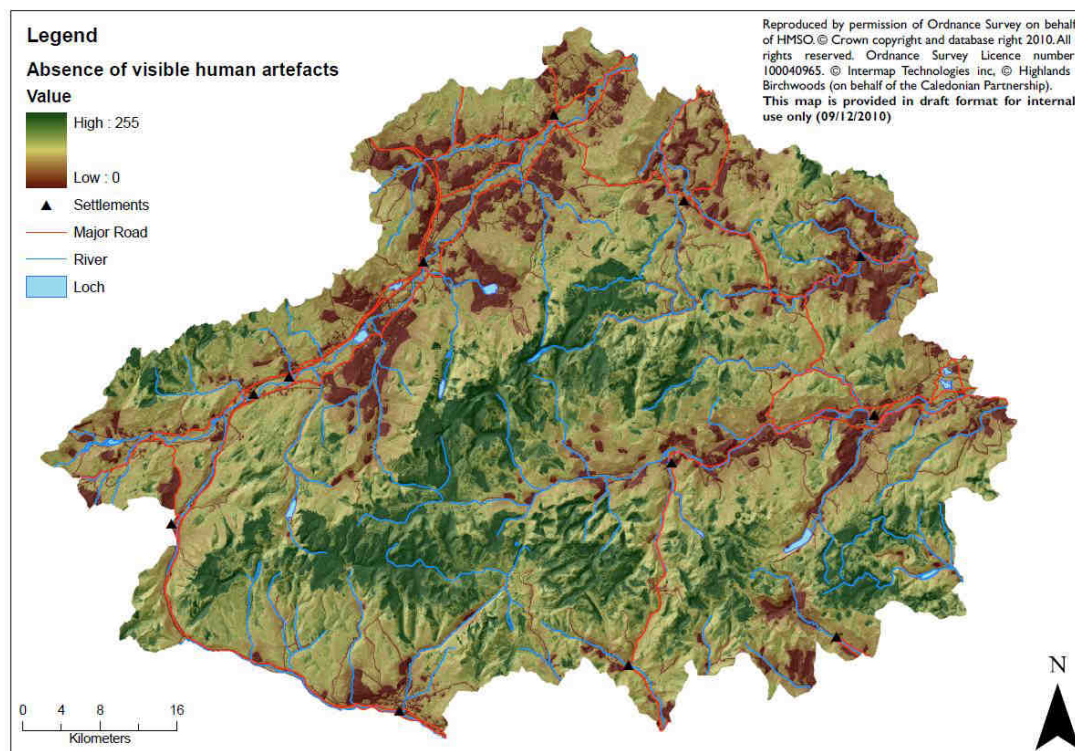 Legend
Absence of visible human artefacts
Value
High : 255
Low : 0
Settlements
Major Road
River
Loch
Reproduced by permission of Ordnance Survey on behalf
of HMSO. © Crown copyright and database right 2010. All
rights reserved. Ordnance Survey Licence number
100040965. © Intermap Technologies inc, © Highlands
Birchwoods (on behalf of the Caledonian Partnership).
This map is provided in draft format for internal
use only (09/12/2010)
0 4 8 12 16
Kilometers
N